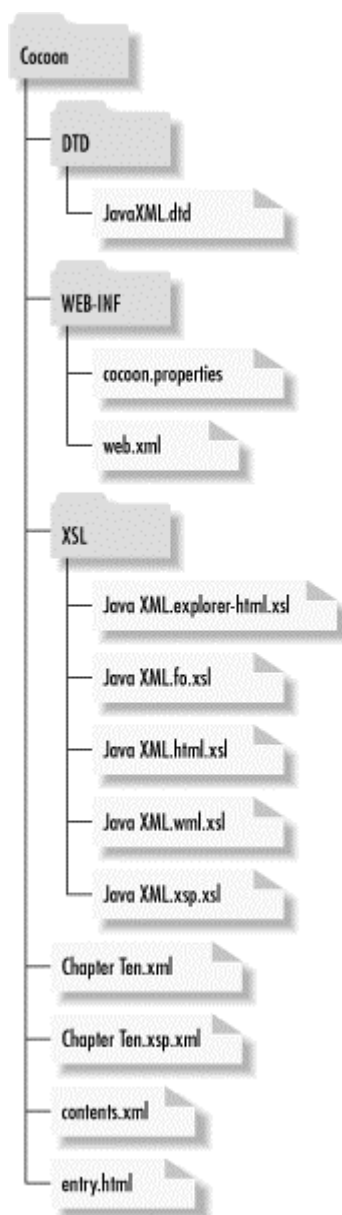 Cocoon
DTD
JavaXML.dtd
WEB-INF
cocoon.properties
web.xml
XSL
Java XML.explorer-html.xsl
Java XML.fo.xsl
Java XML.html.xsl
Java XML.wml.xsl
Java XML.xsp.xsl
Chapter Ten.xml
Chapter Ten.xsp.xml
contents.xml
entry.html